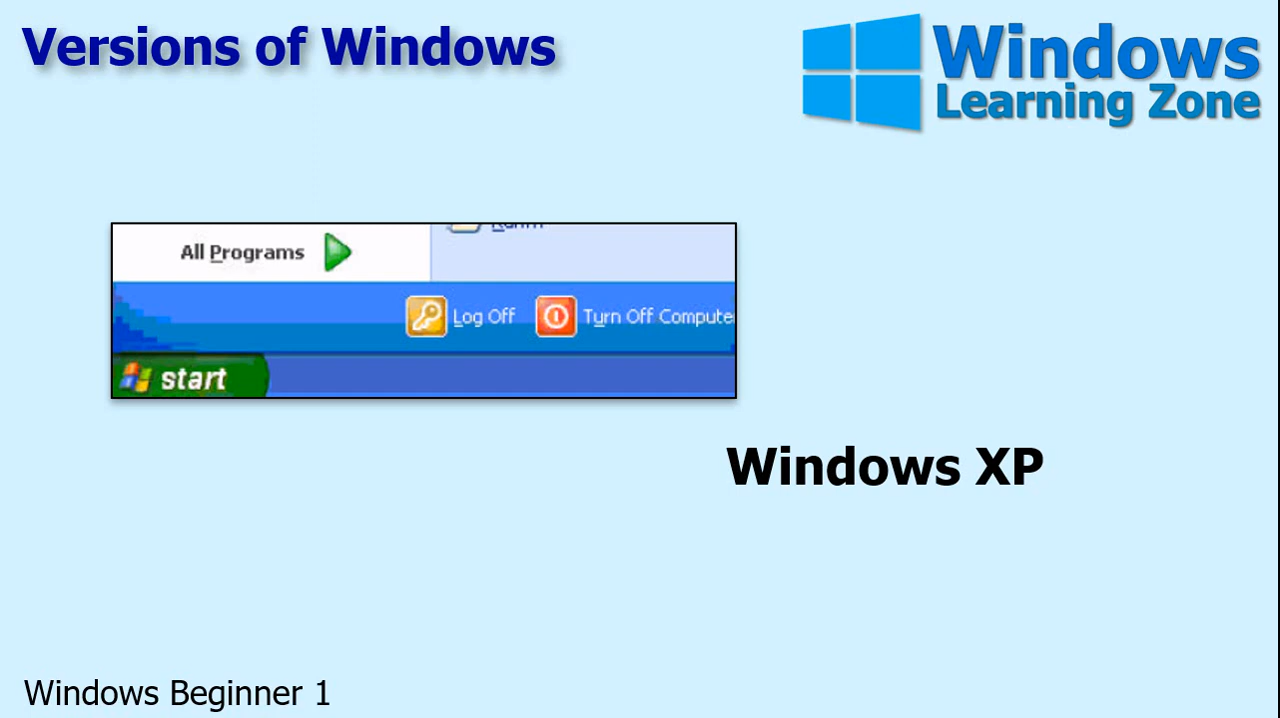 Versions of Windows
Windows
Learning Zone
All Programs
Log Off
Turn Off Compute
start
Windows XP
Windows Beginner 1